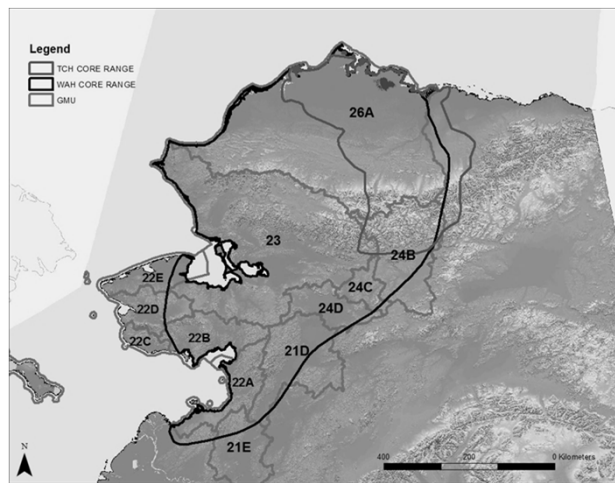 Legend
TCH CORE RANGE
WAH CORE RANGE
GMU
26A
23
24B
22E
24C
22D
24D
22C
22B
21D
22A
21E
N
400
200
0 Kilometers